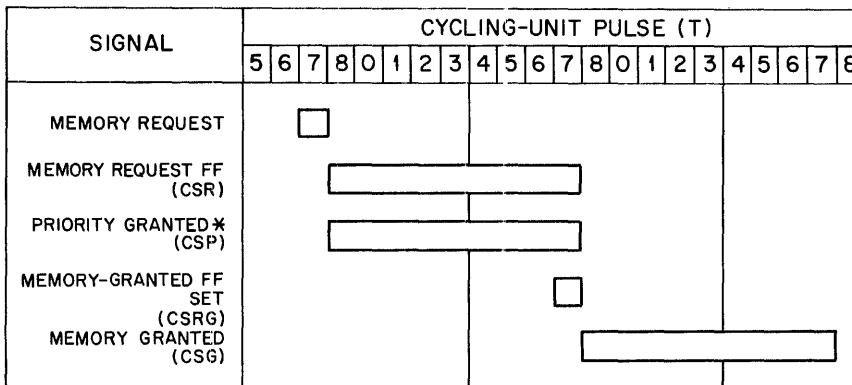 SIGNAL
CYCLING-UNIT PULSE (T)
5 6 7 8 0 1 2 3 4 5 6 7 8 0 1 2 3 4 5 6 7 8
MEMORY REQUEST
MEMORY REQUEST FF
(CSR)
PRIORITY GRANTED*
(CSP)
MEMORY-GRANTED FF
SET
(CSRG)
MEMORY GRANTED
(CSG)